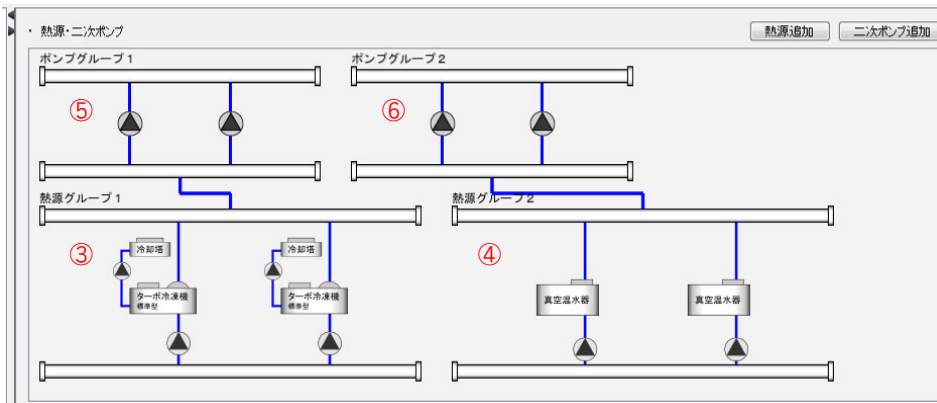 ・ 熱源・二次ポンプ
熱源追加
二次ポンプ追加
ポンプグループ1
ポンプグループ2
⑤
⑥
熱源グループ1
熱源グループ2
③
④
冷却塔
冷却塔
ターボ冷凍機
標準型
ターボ冷凍機
標準型
真空温水器
真空温水器